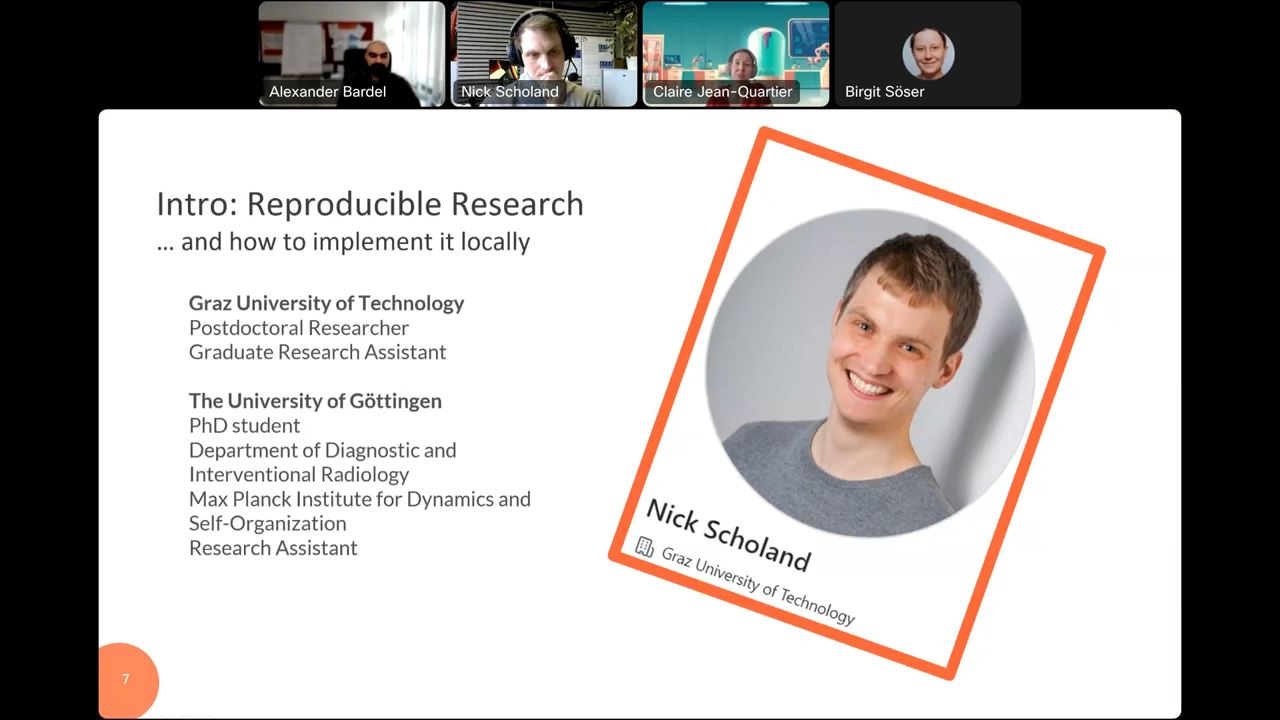 Alexander Bardel
Nick Scholand
Claire Jean-Quartier
Birgit Söser
Intro: Reproducible Research
... and how to implement it locally
Graz University of Technology
Postdoctoral Researcher
Graduate Research Assistant
The University of Göttingen
PhD student
Department of Diagnostic and
Interventional Radiology
Max Planck Institute for Dynamics and
Self-Organization
Research Assistant
Nick Scholand
Graz University of Technology
7